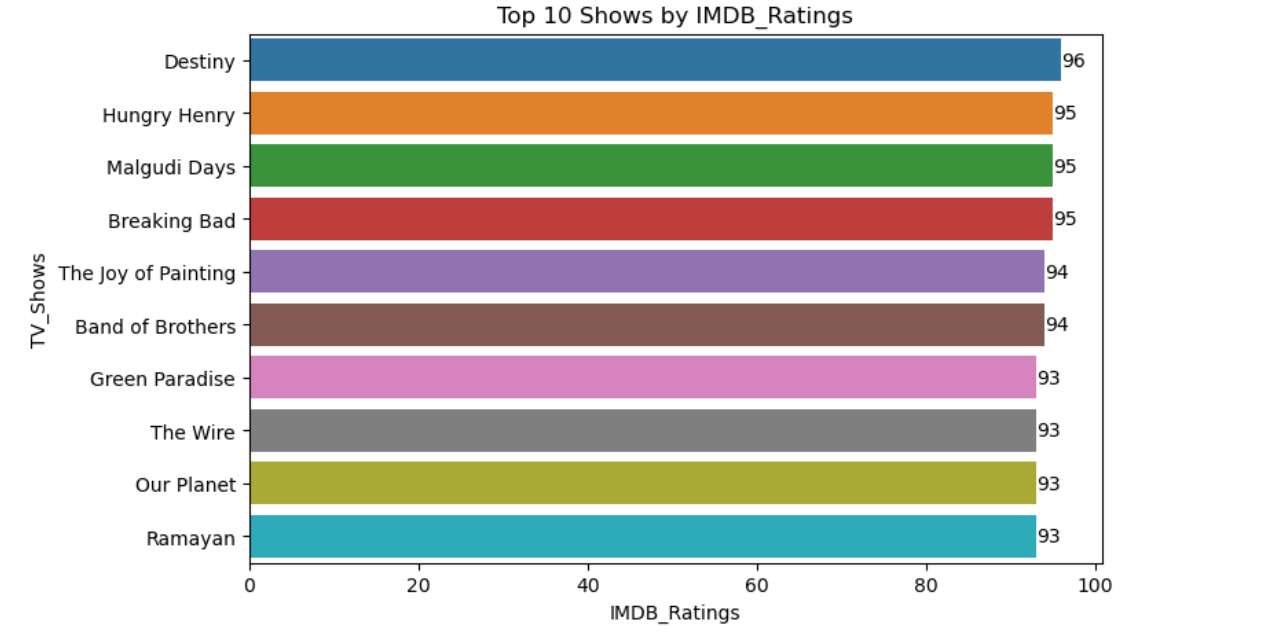 Top 10 Shows by IMDB_Ratings
TV_Shows
Destiny 96
Hungry Henry 95
Malgudi Days 95
Breaking Bad 95
The Joy of Painting 94
Band of Brothers 94
Green Paradise 93
The Wire 93
Our Planet 93
Ramayan 93
0 20 40 60 80 100
IMDB_Ratings